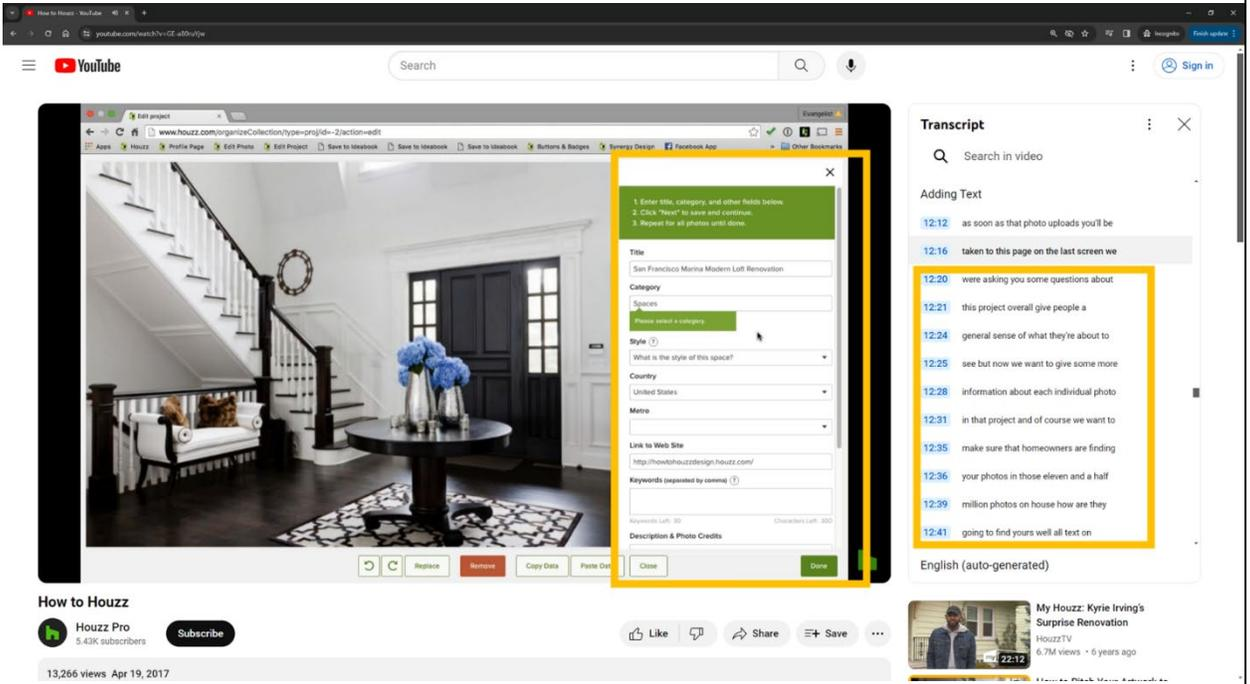 How to Houzz - YouTube
youtube.com/watch?v=GE-aB0ruYjw
Incognito
Finish update
YouTube
Search
Sign in
Edit project
Evangelist
www.houzz.com/organizeCollection/type=proj/id=-2/action=edit
Apps Houzz Profile Page Edit Photo Edit Project Save to Ideabook Save to Ideabook Save to Ideabook Buttons & Badges Synergy Design Facebook App » Other Bookmarks
1. Enter title, category, and other fields below.
2. Click "Next" to save and continue.
3. Repeat for all photos until done.
Title
San Francisco Marina Modern Loft Renovation
Category
Spaces
Please select a category.
Style ?
What is the style of this space?
Country
United States
Metro
Link to Web Site
http://howtohouzzdesign.houzz.com/
Keywords (separated by comma) ?
Keywords Left: 30 Characters Left: 300
Description & Photo Credits
Replace Remove Copy Data Paste Dat Close Done
Transcript
Search in video
Adding Text
12:12 as soon as that photo uploads you'll be
12:16 taken to this page on the last screen we
12:20 were asking you some questions about
12:21 this project overall give people a
12:24 general sense of what they're about to
12:25 see but now we want to give some more
12:28 information about each individual photo
12:31 in that project and of course we want to
12:35 make sure that homeowners are finding
12:36 your photos in those eleven and a half
12:39 million photos on house how are they
12:41 going to find yours well all text on
English (auto-generated)
How to Houzz
Houzz Pro
5.43K subscribers
Subscribe
Like Share Save
13,266 views Apr 19, 2017
22:12
My Houzz: Kyrie Irving's
Surprise Renovation
HouzzTV
6.7M views • 6 years ago
How to Pitch Your Artwork to